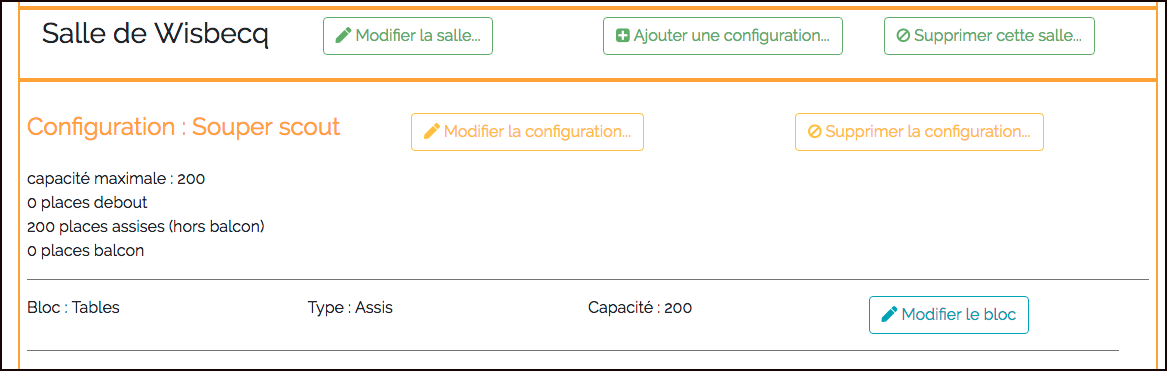 Salle de Wisbecq Modifier la salle... Ajouter une configuration... Supprimer cette salle...
Configuration : Souper scout Modifier la configuration... Supprimer la configuration...
capacité maximale : 200
0 places debout
200 places assises (hors balcon)
0 places balcon
Bloc : Tables Type : Assis Capacité : 200 Modifier le bloc